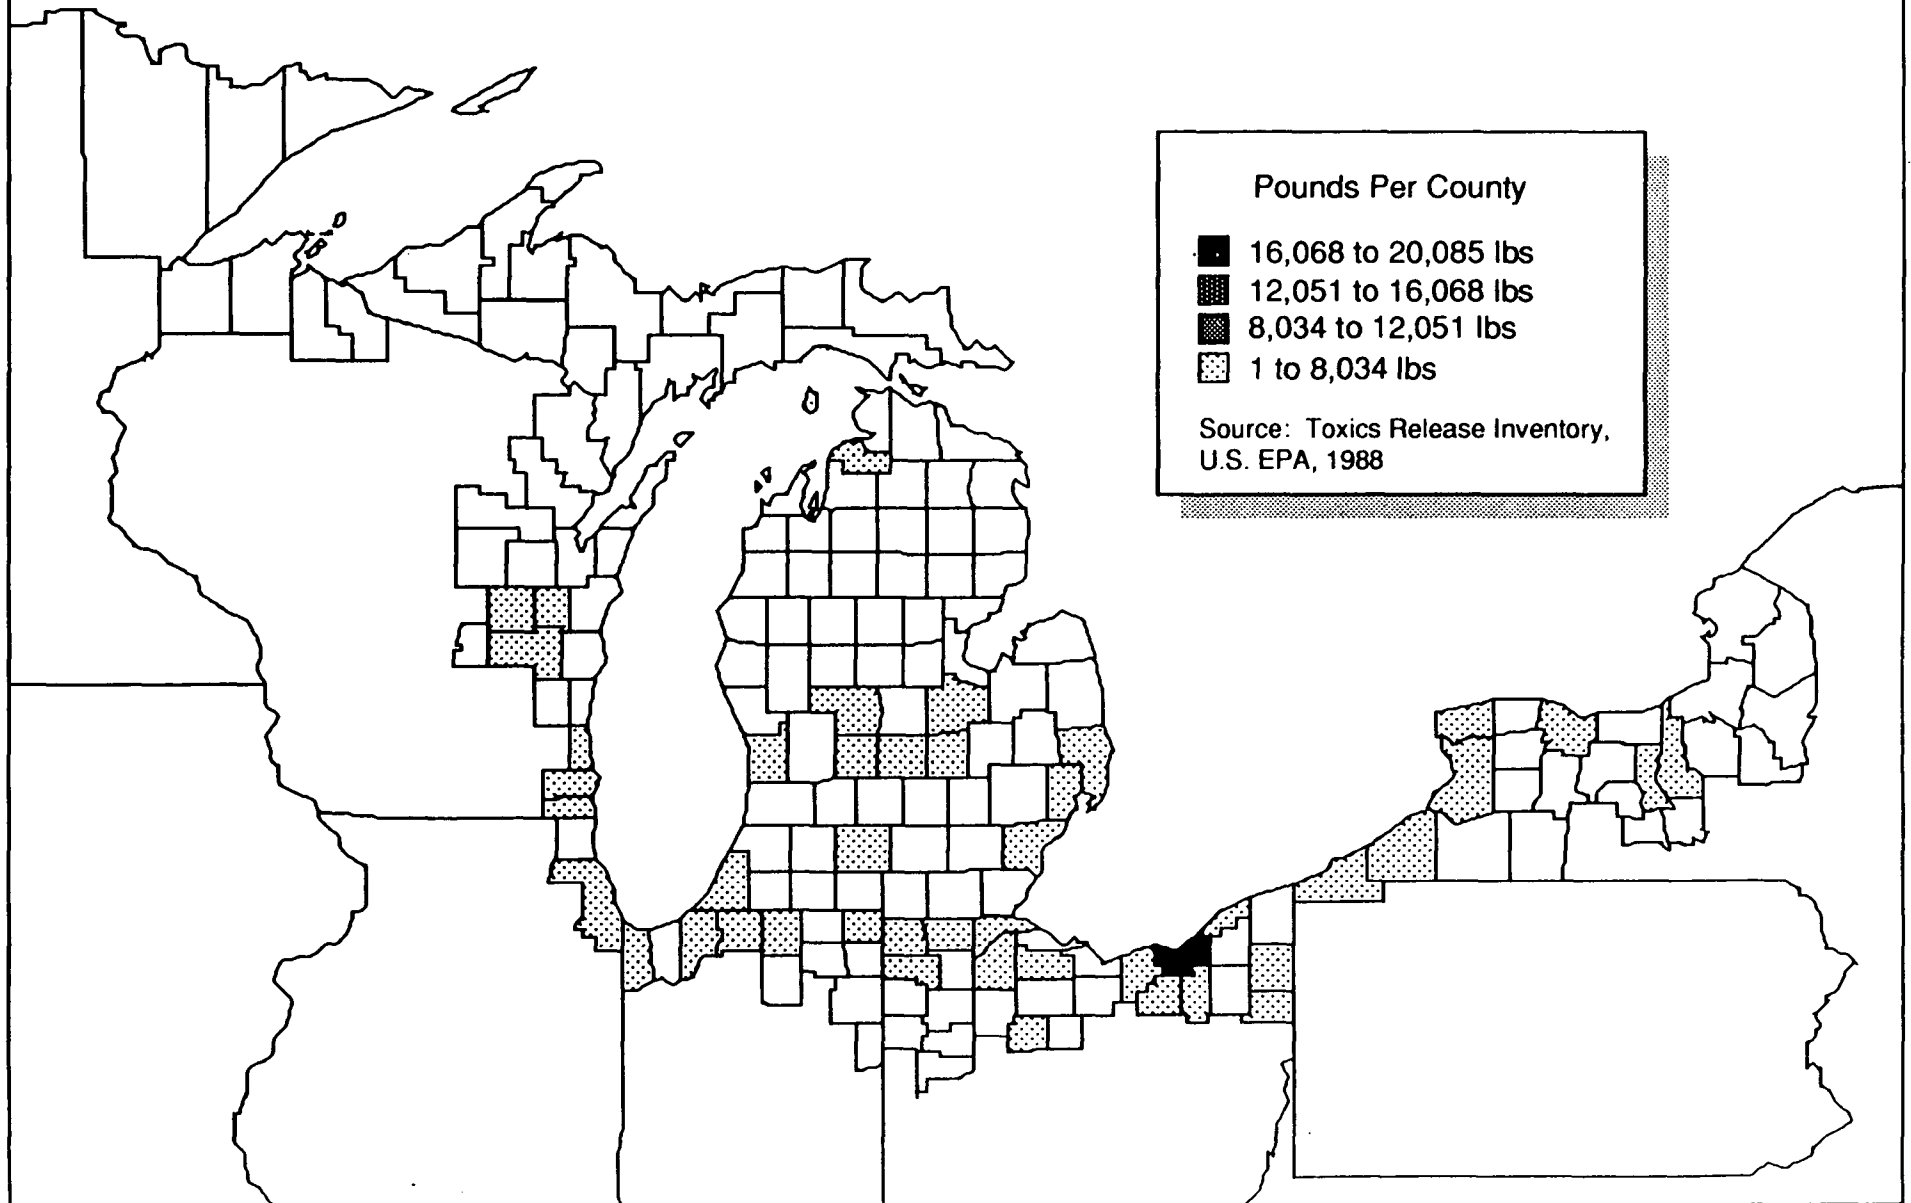 Pounds Per County
16,068 to 20,085 lbs
12,051 to 16,068 lbs
8,034 to 12,051 lbs
1 to 8,034 lbs
Source: Toxics Release Inventory,
U.S. EPA, 1988